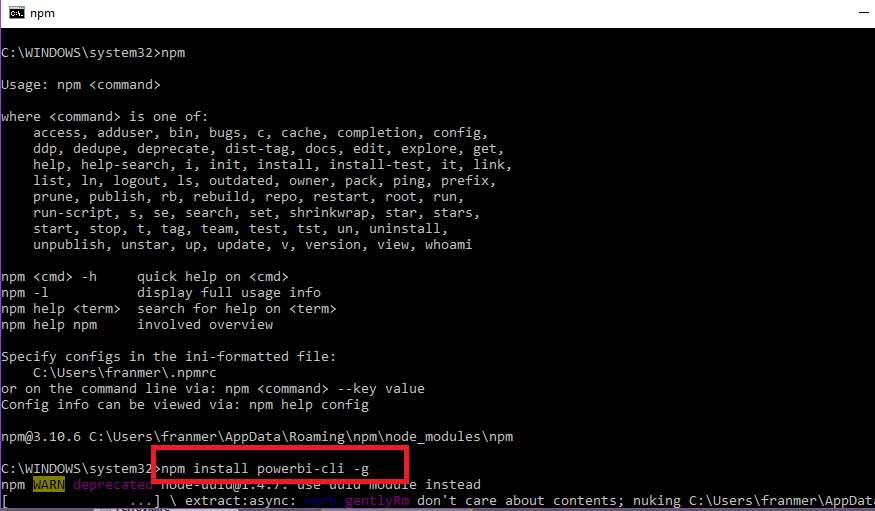 npm
C:\WINDOWS\system32>npm
Usage: npm <command>
where <command> is one of:
access, adduser, bin, bugs, c, cache, completion, config,
ddp, dedupe, deprecate, dist-tag, docs, edit, explore, get,
help, help-search, i, init, install, install-test, it, link,
list, ln, logout, ls, outdated, owner, pack, ping, prefix,
prune, publish, rb, rebuild, repo, restart, root, run,
run-script, s, se, search, set, shrinkwrap, star, stars,
start, stop, t, tag, team, test, tst, un, uninstall,
unpublish, unstar, up, update, v, version, view, whoami
npm <cmd> -h     quick help on <cmd>
npm -l           display full usage info
npm help <term>  search for help on <term>
npm help npm     involved overview
Specify configs in the ini-formatted file:
C:\Users\franmer\.npmrc
or on the command line via: npm <command> --key value
Config info can be viewed via: npm help config
npm@3.10.6 C:\Users\franmer\AppData\Roaming\npm\node_modules\npm
C:\WINDOWS\system32>npm install powerbi-cli -g
npm WARN deprecated node-uuid@1.4.7: use uuid module instead
[               ...] \ extract:async: verb gentlyRm don't care about contents; nuking C:\Users\franmer\AppData